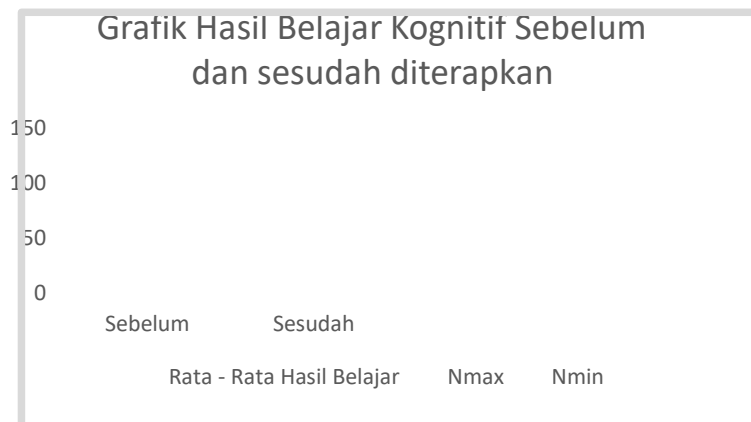 Grafik Hasil Belajar Kognitif Sebelum
dan sesudah diterapkan
150
100
50
0
Sebelum Sesudah
Rata - Rata Hasil Belajar Nmax Nmin